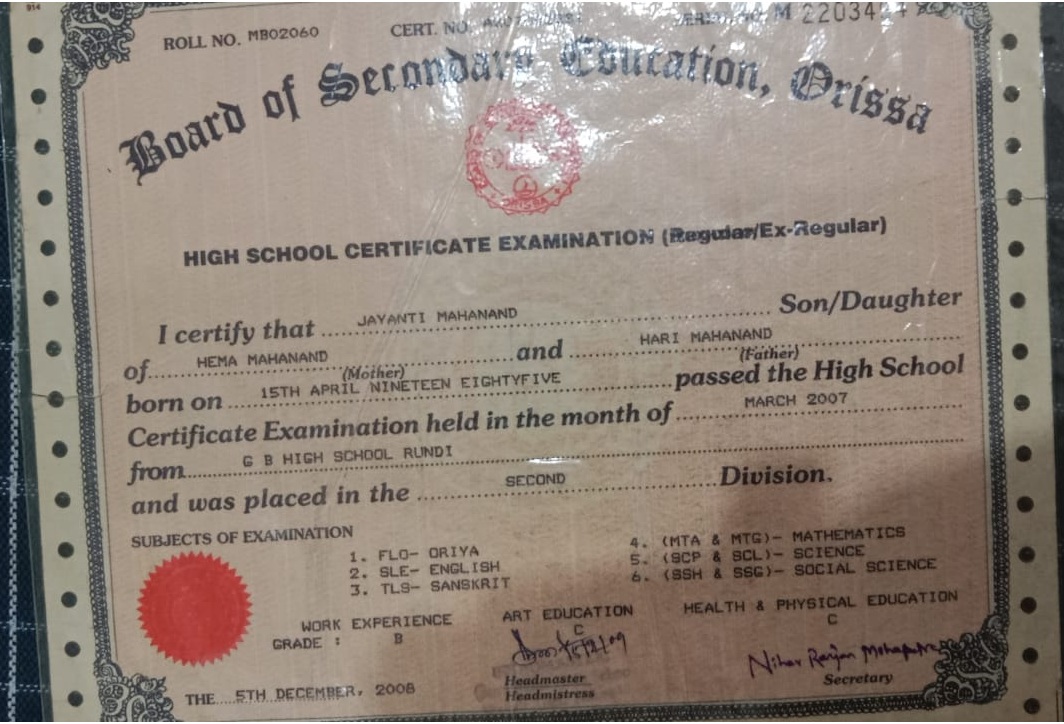 ROLL NO. MB02060 CERT. NO. M 2203444
Board of Secondary Education, Orissa
HIGH SCHOOL CERTIFICATE EXAMINATION (Regular/Ex-Regular)
I certify that JAYANTI MAHANAND Son/Daughter
of HEMA MAHANAND and HARI MAHANAND
(Mother) (Father)
born on 15TH APRIL NINETEEN EIGHTYFIVE passed the High School
Certificate Examination held in the month of MARCH 2007
from G B HIGH SCHOOL RUNDI
and was placed in the SECOND Division.
SUBJECTS OF EXAMINATION
1. FLO- ORIYA 4. (MTA & MTG)- MATHEMATICS
2. SLE- ENGLISH 5. (SCP & SCL)- SCIENCE
3. TLS- SANSKRIT 6. (SSH & SSG)- SOCIAL SCIENCE
WORK EXPERIENCE ART EDUCATION HEALTH & PHYSICAL EDUCATION
GRADE : B C C
Nihar Ranjan Mohapatra
Headmaster Secretary
Headmistress
THE 5TH DECEMBER, 2008